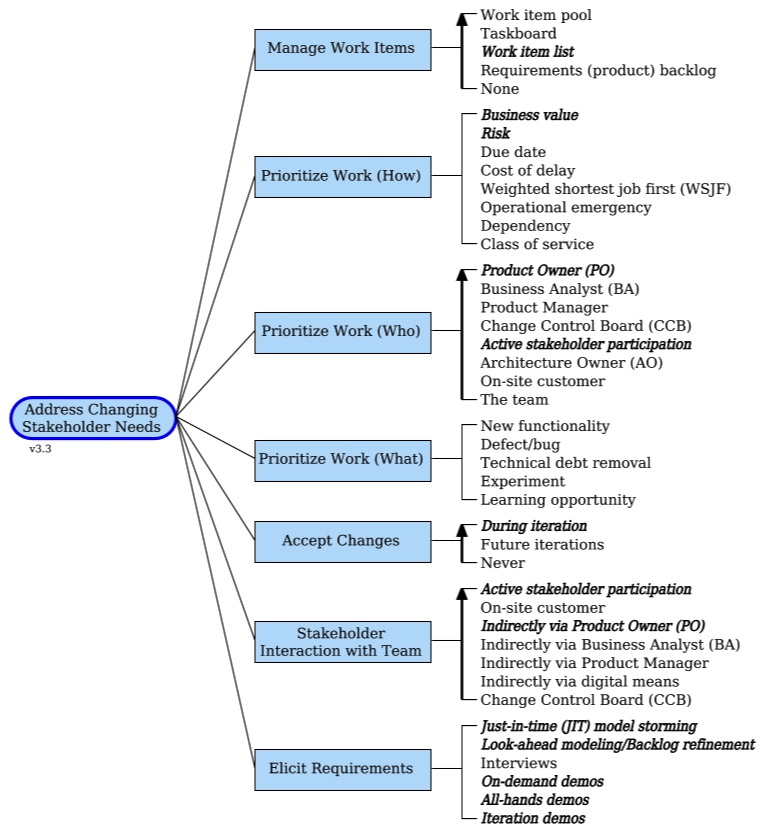 Address Changing
Stakeholder Needs
v3.3
Manage Work Items
Work item pool
Taskboard
Work item list
Requirements (product) backlog
None
Prioritize Work (How)
Business value
Risk
Due date
Cost of delay
Weighted shortest job first (WSJF)
Operational emergency
Dependency
Class of service
Prioritize Work (Who)
Product Owner (PO)
Business Analyst (BA)
Product Manager
Change Control Board (CCB)
Active stakeholder participation
Architecture Owner (AO)
On-site customer
The team
Prioritize Work (What)
New functionality
Defect/bug
Technical debt removal
Experiment
Learning opportunity
Accept Changes
During iteration
Future iterations
Never
Stakeholder
Interaction with Team
Active stakeholder participation
On-site customer
Indirectly via Product Owner (PO)
Indirectly via Business Analyst (BA)
Indirectly via Product Manager
Indirectly via digital means
Change Control Board (CCB)
Elicit Requirements
Just-in-time (JIT) model storming
Look-ahead modeling/Backlog refinement
Interviews
On-demand demos
All-hands demos
Iteration demos